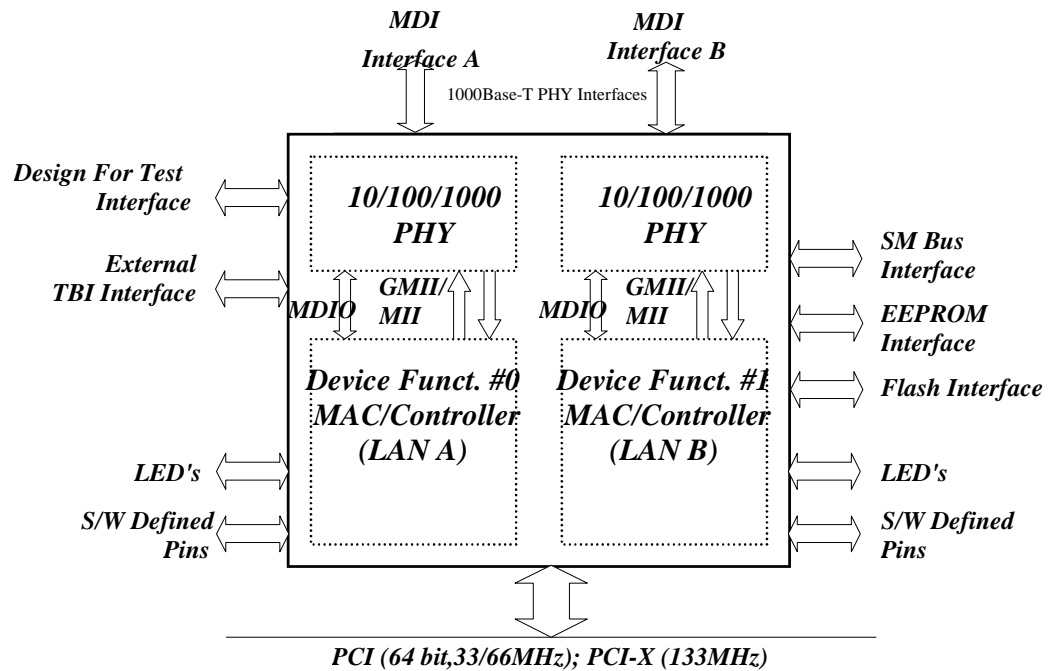 MDI
Interface A
MDI
Interface B
1000Base-T PHY Interfaces
Design For Test
Interface
External
TBI Interface
10/100/1000
PHY
10/100/1000
PHY
SM Bus
Interface
EEPROM
Interface
Flash Interface
MDIO
GMII/
MII
MDIO
GMII/
MII
Device Funct. #0
MAC/Controller
(LAN A)
Device Funct. #1
MAC/Controller
(LAN B)
LED's
S/W Defined
Pins
LED's
S/W Defined
Pins
PCI (64 bit,33/66MHz); PCI-X (133MHz)